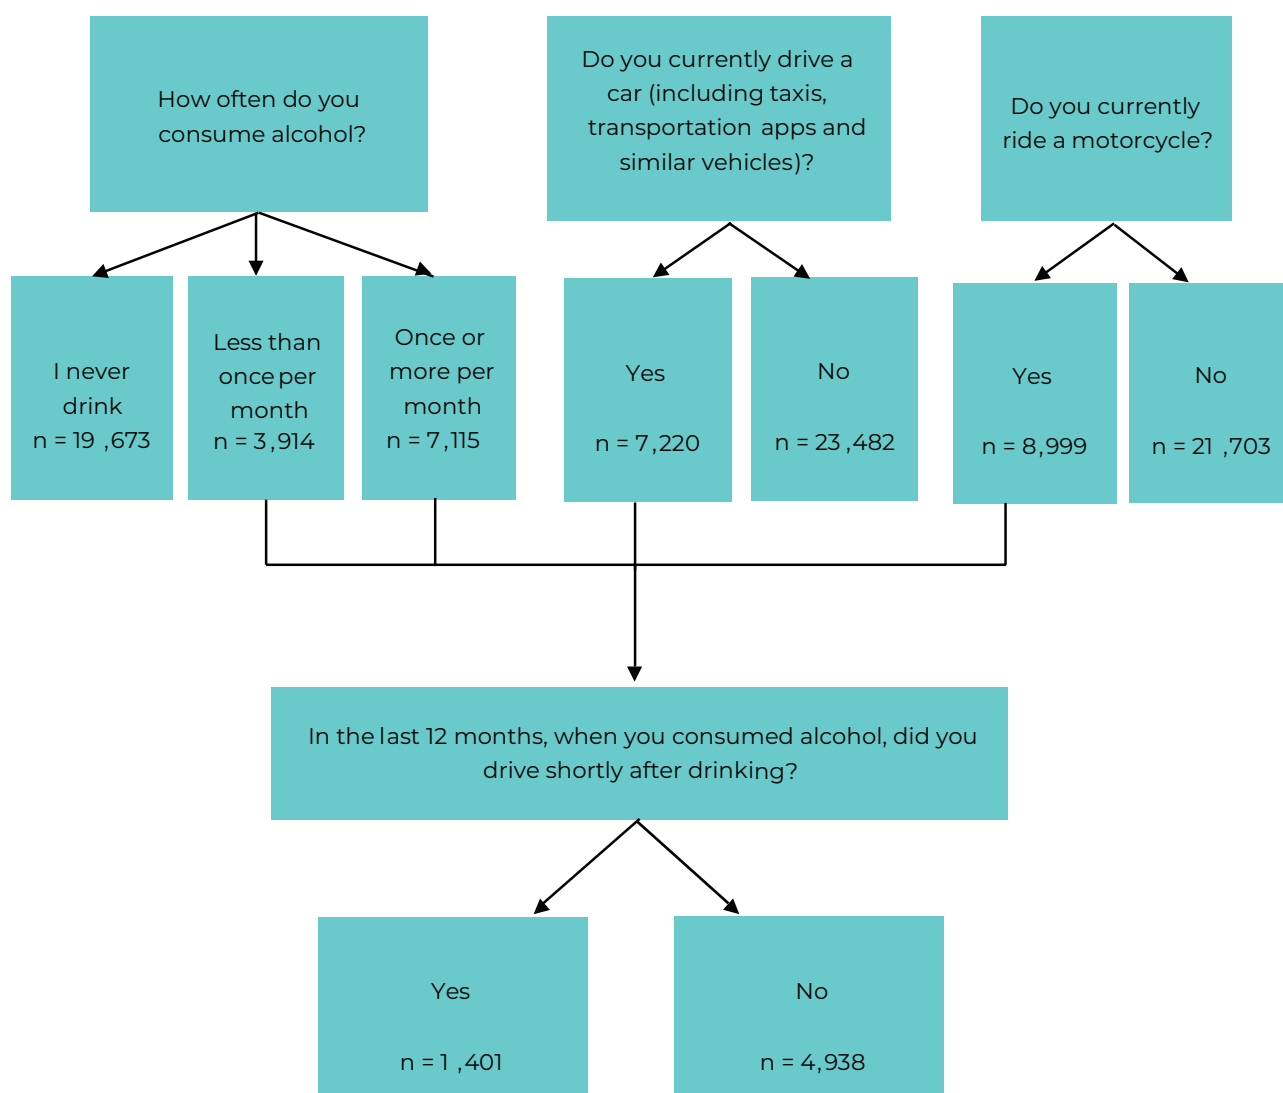 How often do you
consume alcohol?
Do you currently drive a
car (including taxis,
transportation apps and
similar vehicles)?
Do you currently
ride a motorcycle?
I never
drink
n = 19 ,673
Less than
once per
month
n = 3,914
Once or
more per
month
n = 7,115
Yes
n = 7,220
No
n = 23,482
Yes
n = 8,999
No
n = 21 ,703
In the last 12 months, when you consumed alcohol, did you
drive shortly after drinking?
Yes
n = 1 ,401
No
n = 4,938